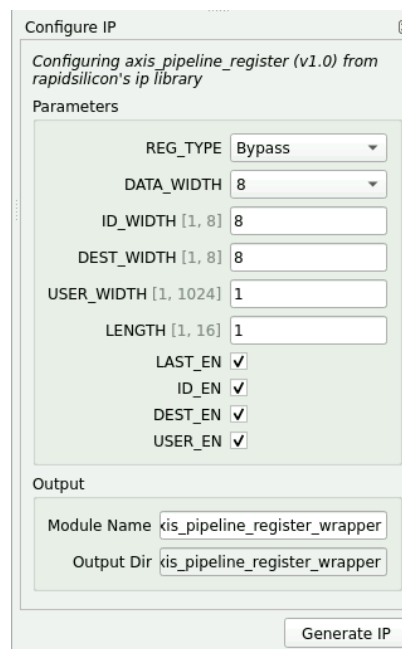 Configure IP
Configuring axis_pipeline_register (v1.0) from
rapidsilicon's ip library
Parameters
REG_TYPE Bypass
DATA_WIDTH 8
ID_WIDTH [1, 8] 8
DEST_WIDTH [1, 8] 8
USER_WIDTH [1, 1024] 1
LENGTH [1, 16] 1
LAST_EN
ID_EN
DEST_EN
USER_EN
Output
Module Name xis_pipeline_register_wrapper
Output Dir xis_pipeline_register_wrapper
Generate IP